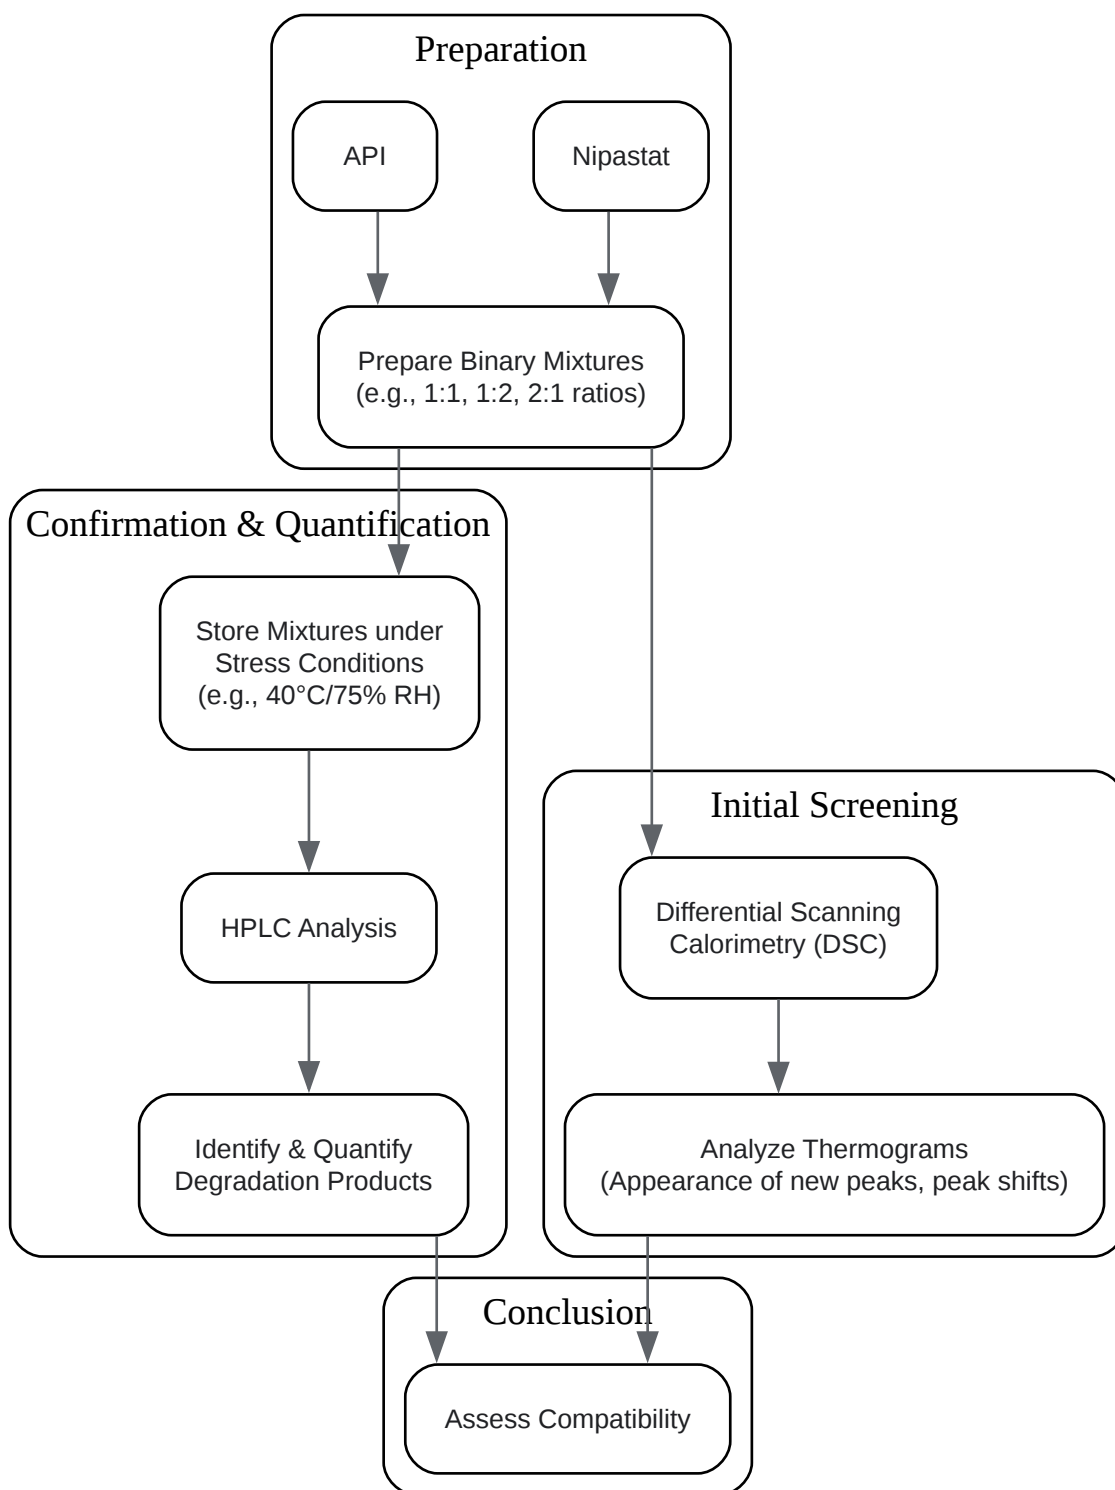 Preparation
API
Nipastat
Prepare Binary Mixtures
(e.g., 1:1, 1:2, 2:1 ratios)
Confirmation & Quantification
Store Mixtures under
Stress Conditions
(e.g., 40°C/75% RH)
HPLC Analysis
Identify & Quantify
Degradation Products
Initial Screening
Differential Scanning
Calorimetry (DSC)
Analyze Thermograms
(Appearance of new peaks, peak shifts)
Conclusion
Assess Compatibility